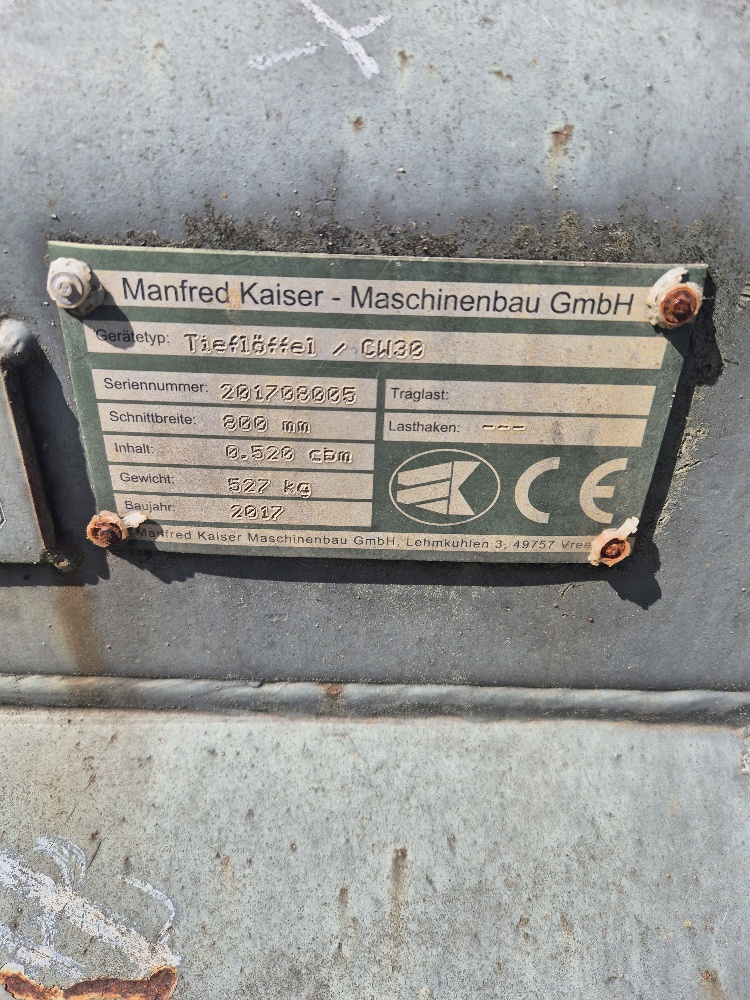 Manfred Kaiser - Maschinenbau GmbH
Gerätetyp: Tieflöffel / CW30
Seriennummer: 201708005
Traglast:
Schnittbreite: 800 mm
Lasthaken: ---
Inhalt: 0.520 cbm
Gewicht: 527 kg
Baujahr: 2017
CE
Manfred Kaiser Maschinenbau GmbH, Lehmkuhlen 3, 49757